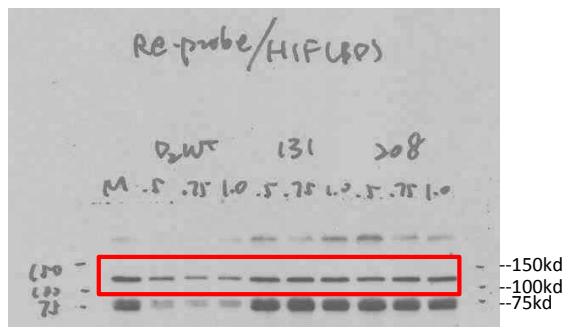 Re-probe/HIF (BD)
D2WT 131 208
M .5 .75 1.0 .5 .75 1.0 .5 .75 1.0
150 - - --150kd
100 - - --100kd
75 - - --75kd